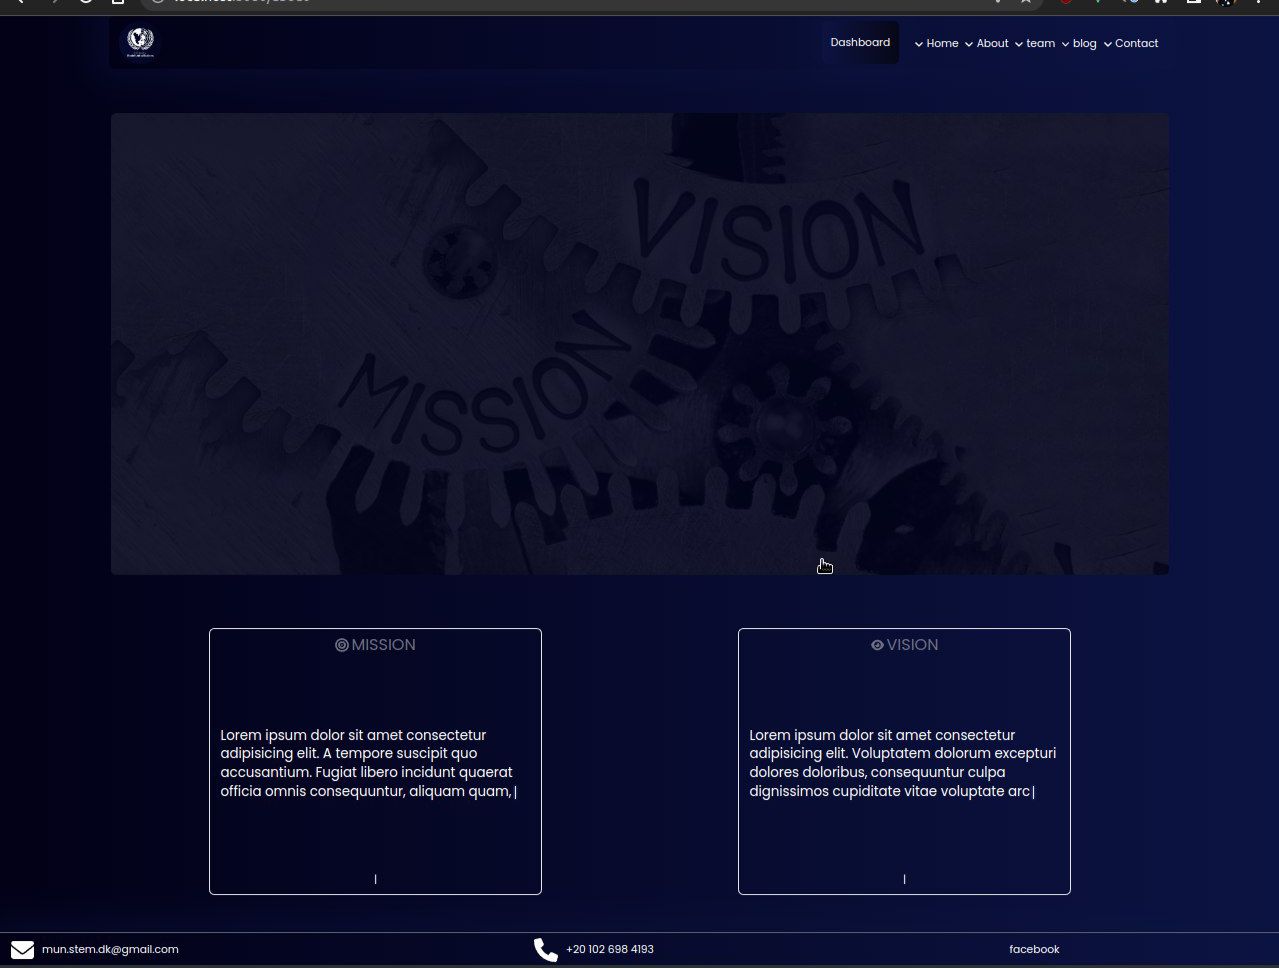 Dashboard
Home
About
team
blog
Contact
VISION
MISSION
MISSION
VISION
Lorem ipsum dolor sit amet consectetur
adipisicing elit. A tempore suscipit quo
accusantium. Fugiat libero incidunt quaerat
officia omnis consequuntur, aliquam quam,|
|
Lorem ipsum dolor sit amet consectetur
adipisicing elit. Voluptatem dolorum excepturi
dolores doloribus, consequuntur culpa
dignissimos cupiditate vitae voluptate arc|
|
mun.stem.dk@gmail.com
+20 102 698 4193
facebook